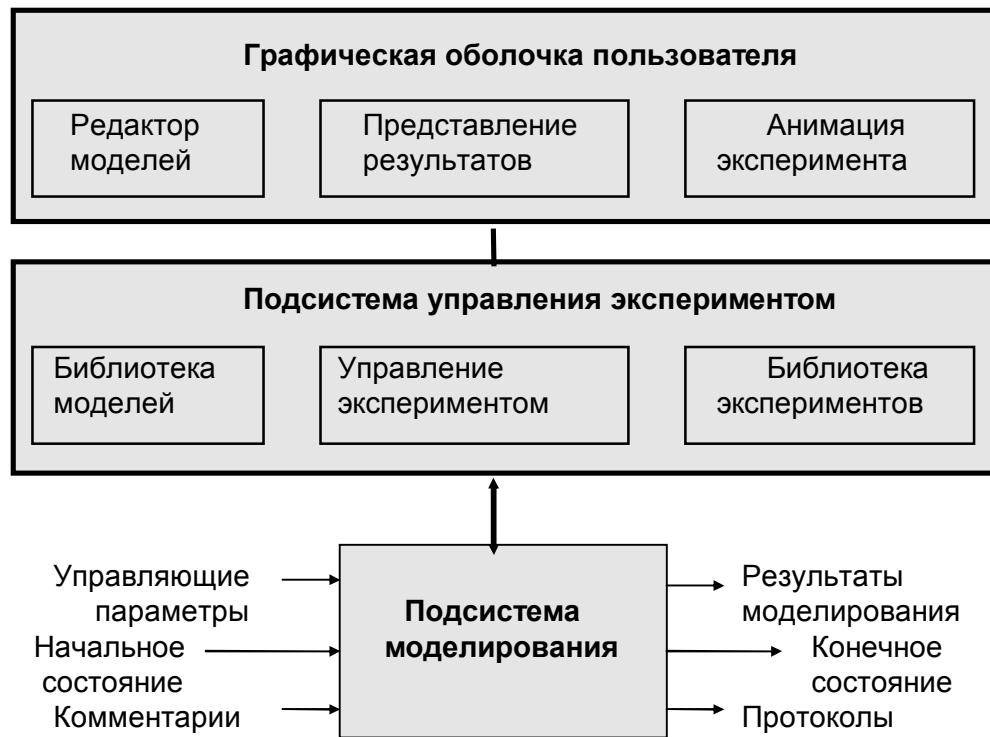 Графическая оболочка пользователя
Редактор
моделей
Представление
результатов
Анимация
эксперимента
Подсистема управления экспериментом
Библиотека
моделей
Управление
экспериментом
Библиотека
экспериментов
Управляющие
параметры
Начальное
состояние
Комментарии
Подсистема
моделирования
Результаты
моделирования
Конечное
состояние
Протоколы